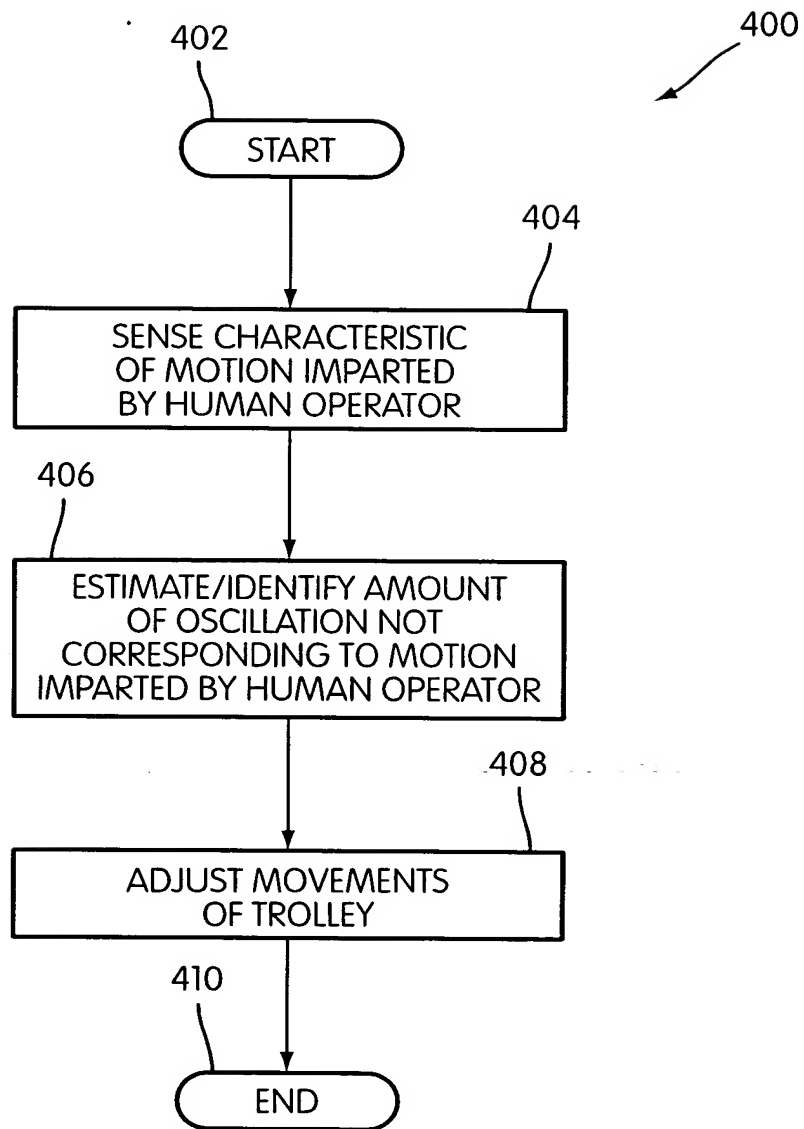 402
400
START
404
SENSE CHARACTERISTIC
OF MOTION IMPARTED
BY HUMAN OPERATOR
406
ESTIMATE/IDENTIFY AMOUNT
OF OSCILLATION NOT
CORRESPONDING TO MOTION
IMPARTED BY HUMAN OPERATOR
408
ADJUST MOVEMENTS
OF TROLLEY
410
END